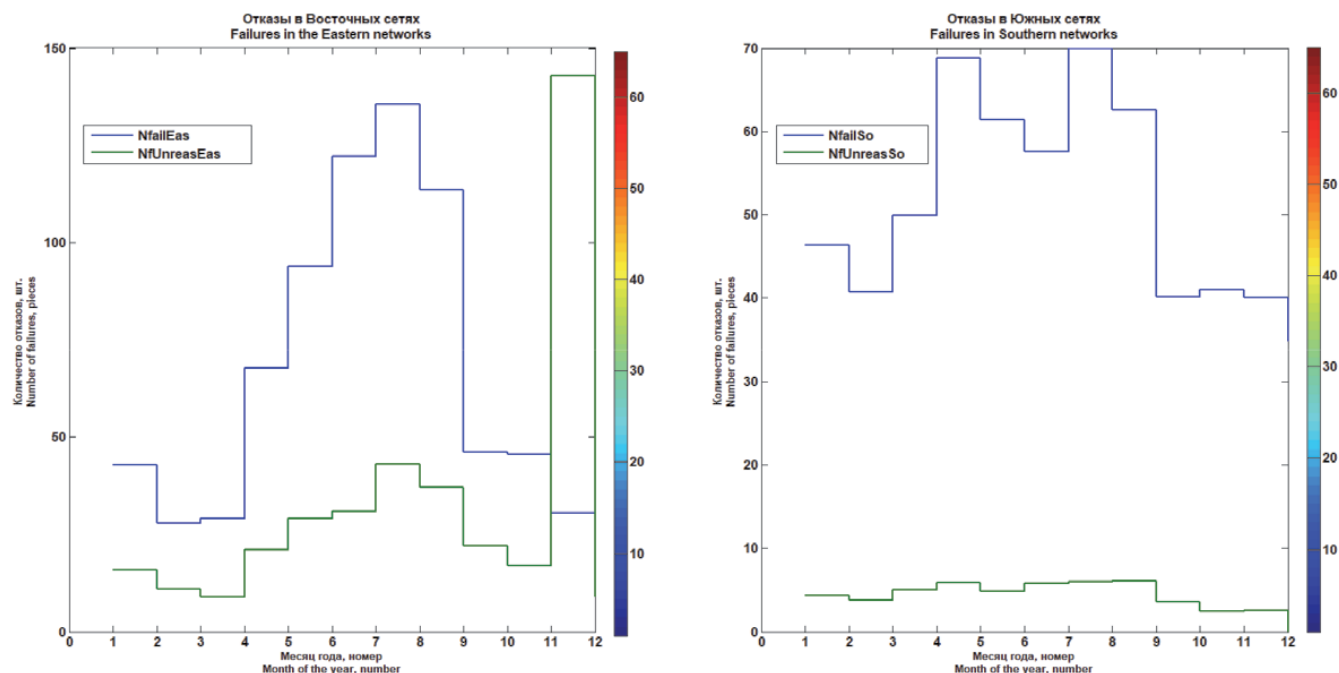 Отказы в Восточных сетях
Failures in the Eastern networks
150
100
50
0
Количество отказов, шт.
Number of failures, pieces
NfailEas
NfUnreasEas
0 1 2 3 4 5 6 7 8 9 10 11 12
Месяц года, номер
Month of the year, number
60
50
40
30
20
10
Отказы в Южных сетях
Failures in Southern networks
70
60
50
40
30
20
10
0
Количество отказов, шт.
Number of failures, pieces
NfailSo
NfUnreasSo
0 1 2 3 4 5 6 7 8 9 10 11 12
Месяц года, номер
Month of the year, number
60
50
40
30
20
10